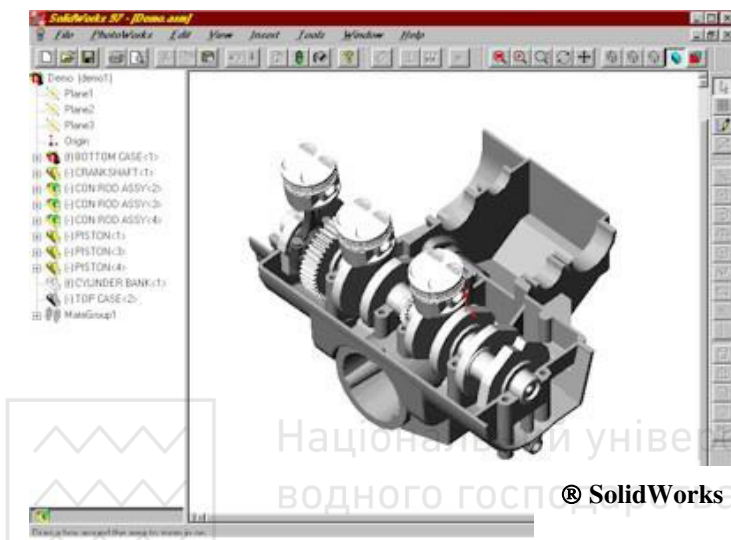 SolidWorks 97 - [Demo.asm]
File PhotoWorks Edit View Insert Tools Window Help
Demo (demo1)
Plane1
Plane2
Plane3
Origin
(f) BOTTOM CASE<1>
(-) CRANKSHAFT<1>
(-) CON ROD ASSY<2>
(-) CON ROD ASSY<3>
(-) CON ROD ASSY<4>
(-) PISTON<1>
(-) PISTON<3>
(-) PISTON<4>
(f) CYLINDER BANK<1>
(-) TOP CASE<2>
MateGroup1
Національний універс
водного господарства
® SolidWorks